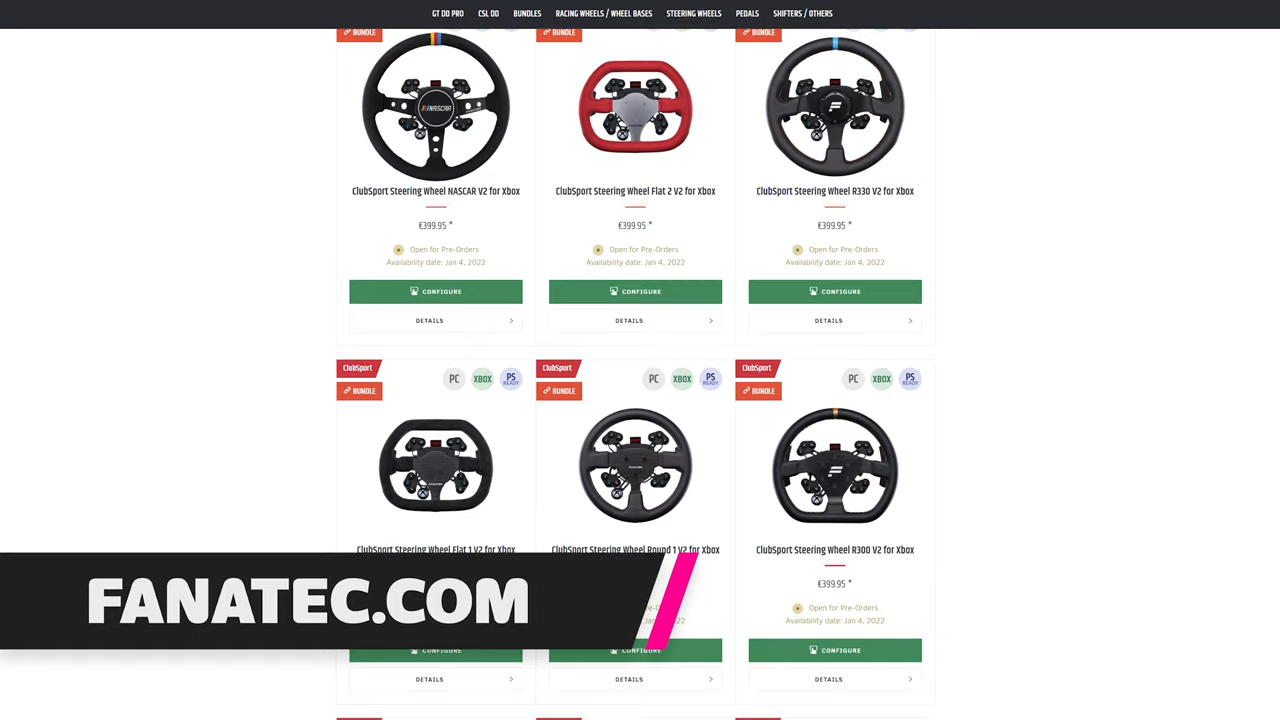 GT DD PRO CSL DD BUNDLES RACING WHEELS / WHEEL BASES STEERING WHEELS PEDALS SHIFTERS / OTHERS
BUNDLE BUNDLE BUNDLE
NASCAR
ClubSport Steering Wheel NASCAR V2 for Xbox
€399.95 *
Open for Pre-Orders
Availability date: Jan 4, 2022
CONFIGURE
DETAILS
ClubSport Steering Wheel Flat 2 V2 for Xbox
€399.95 *
Open for Pre-Orders
Availability date: Jan 4, 2022
CONFIGURE
DETAILS
ClubSport Steering Wheel R330 V2 for Xbox
€399.95 *
Open for Pre-Orders
Availability date: Jan 4, 2022
CONFIGURE
DETAILS
ClubSport
PC XBOX PS READY
BUNDLE
ClubSport Steering Wheel Flat 1 V2 for Xbox
CONFIGURE
DETAILS
ClubSport
PC XBOX PS READY
BUNDLE
ClubSport Steering Wheel Round 1 V2 for Xbox
CONFIGURE
DETAILS
ClubSport
PC XBOX PS READY
BUNDLE
ClubSport Steering Wheel R300 V2 for Xbox
€399.95 *
Open for Pre-Orders
Availability date: Jan 4, 2022
CONFIGURE
DETAILS
FANATEC.COM